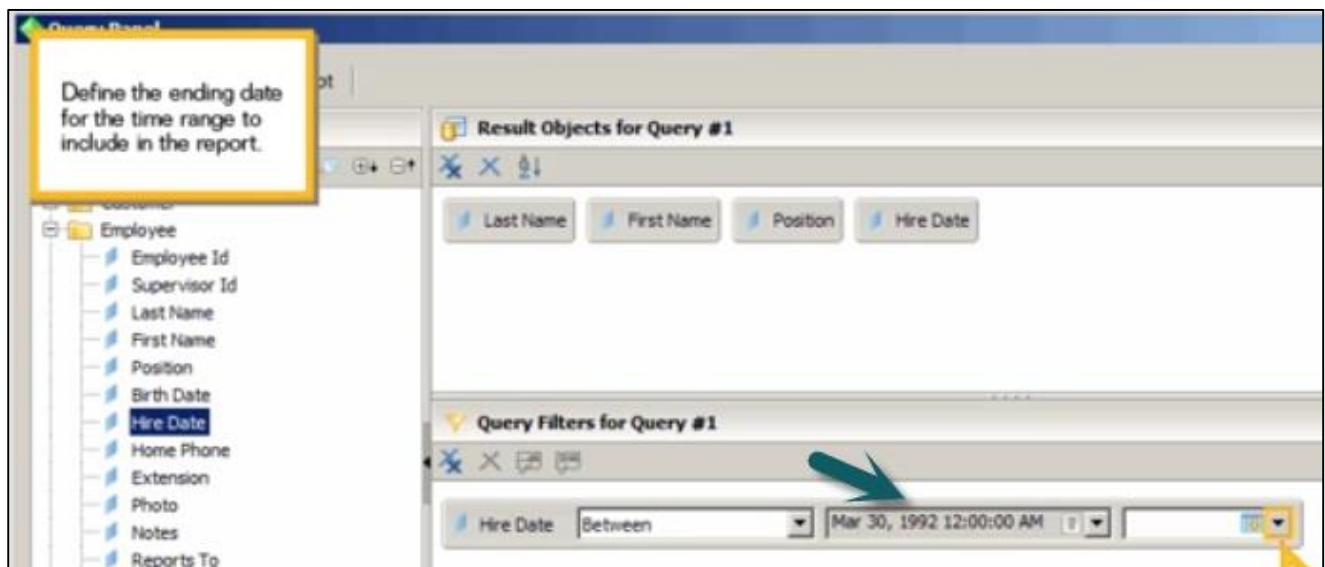 Query Panel
Define the ending date
for the time range to
include in the report.
Result Objects for Query #1
Last Name First Name Position Hire Date
Customer
Employee
Employee Id
Supervisor Id
Last Name
First Name
Position
Birth Date
Hire Date
Home Phone
Extension
Photo
Notes
Reports To
Query Filters for Query #1
Hire Date Between Mar 30, 1992 12:00:00 AM